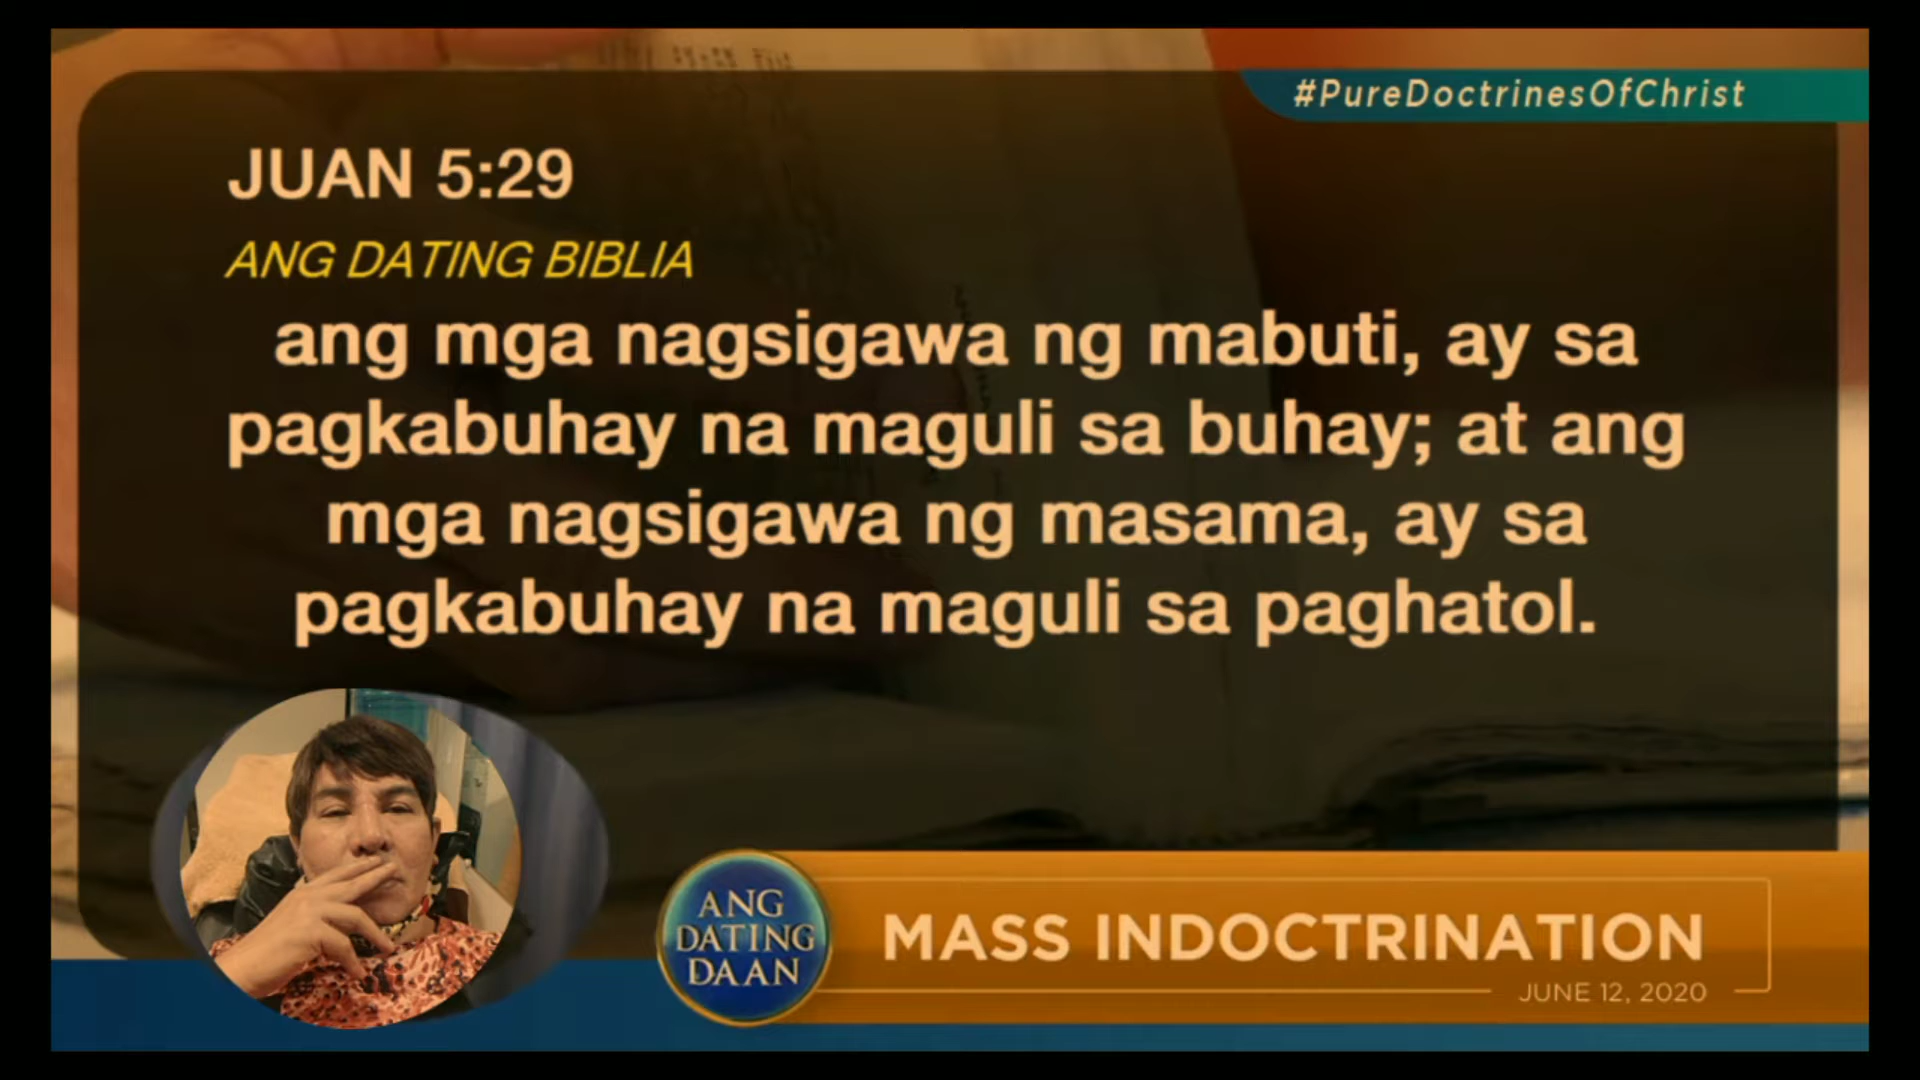 #PureDoctrinesOfChrist
JUAN 5:29
ANG DATING BIBLIA
ang mga nagsigawa ng mabuti, ay sa
pagkabuhay na maguli sa buhay; at ang
mga nagsigawa ng masama, ay sa
pagkabuhay na maguli sa paghatol.
ANG
DATING
DAAN
MASS INDOCTRINATION
JUNE 12, 2020